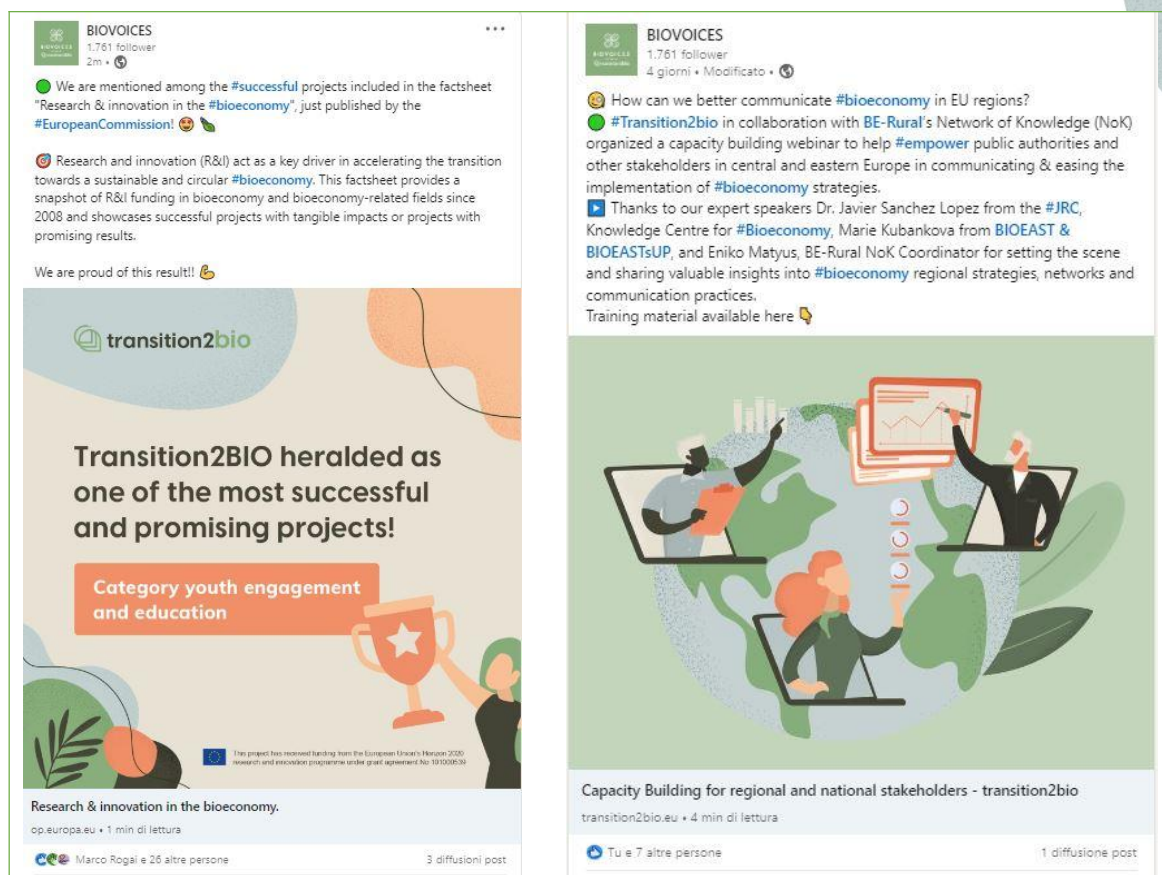 BIOVOICES
1.761 follower
2m •
We are mentioned among the #successful projects included in the factsheet
"Research & innovation in the #bioeconomy", just published by the
#EuropeanCommission!
Research and innovation (R&I) act as a key driver in accelerating the transition
towards a sustainable and circular #bioeconomy. This factsheet provides a
snapshot of R&I funding in bioeconomy and bioeconomy-related fields since
2008 and showcases successful projects with tangible impacts or projects with
promising results.
We are proud of this result!!
transition2bio
Transition2BIO heralded as
one of the most successful
and promising projects!
Category youth engagement
and education
This project has received funding from the European Union's Horizon 2020
research and innovation programme under grant agreement No 101000539
Research & innovation in the bioeconomy.
op.europa.eu • 1 min di lettura
Marco Rogai e 26 altre persone
3 diffusioni post
BIOVOICES
1.761 follower
4 giorni • Modificato •
How can we better communicate #bioeconomy in EU regions?
#Transition2bio in collaboration with BE-Rural's Network of Knowledge (NoK)
organized a capacity building webinar to help #empower public authorities and
other stakeholders in central and eastern Europe in communicating & easing the
implementation of #bioeconomy strategies.
Thanks to our expert speakers Dr. Javier Sanchez Lopez from the #JRC,
Knowledge Centre for #Bioeconomy, Marie Kubankova from BIOEAST &
BIOEASTsUP, and Eniko Matyus, BE-Rural NoK Coordinator for setting the scene
and sharing valuable insights into #bioeconomy regional strategies, networks and
communication practices.
Training material available here
Capacity Building for regional and national stakeholders - transition2bio
transition2bio.eu • 4 min di lettura
Tu e 7 altre persone
1 diffusione post